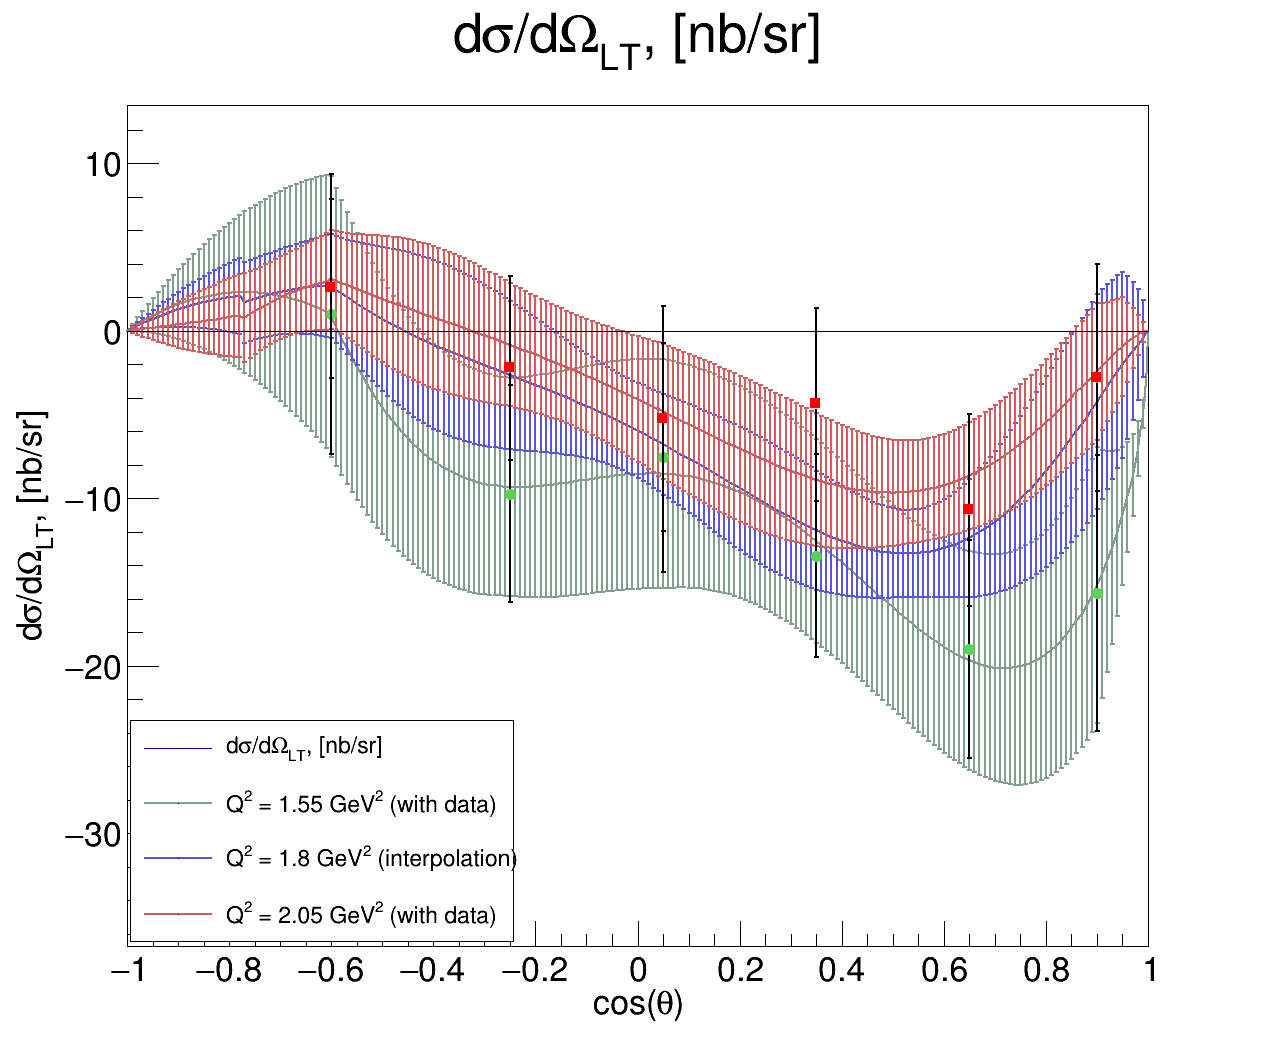 dσ/dΩLT, [nb/sr]
dσ/dΩLT, [nb/sr]
10
0
−10
−20
−30
dσ/dΩLT, [nb/sr]
Q2 = 1.55 GeV2 (with data)
Q2 = 1.8 GeV2 (interpolation)
Q2 = 2.05 GeV2 (with data)
−1 −0.8 −0.6 −0.4 −0.2 0 0.2 0.4 0.6 0.8 1
cos(θ)